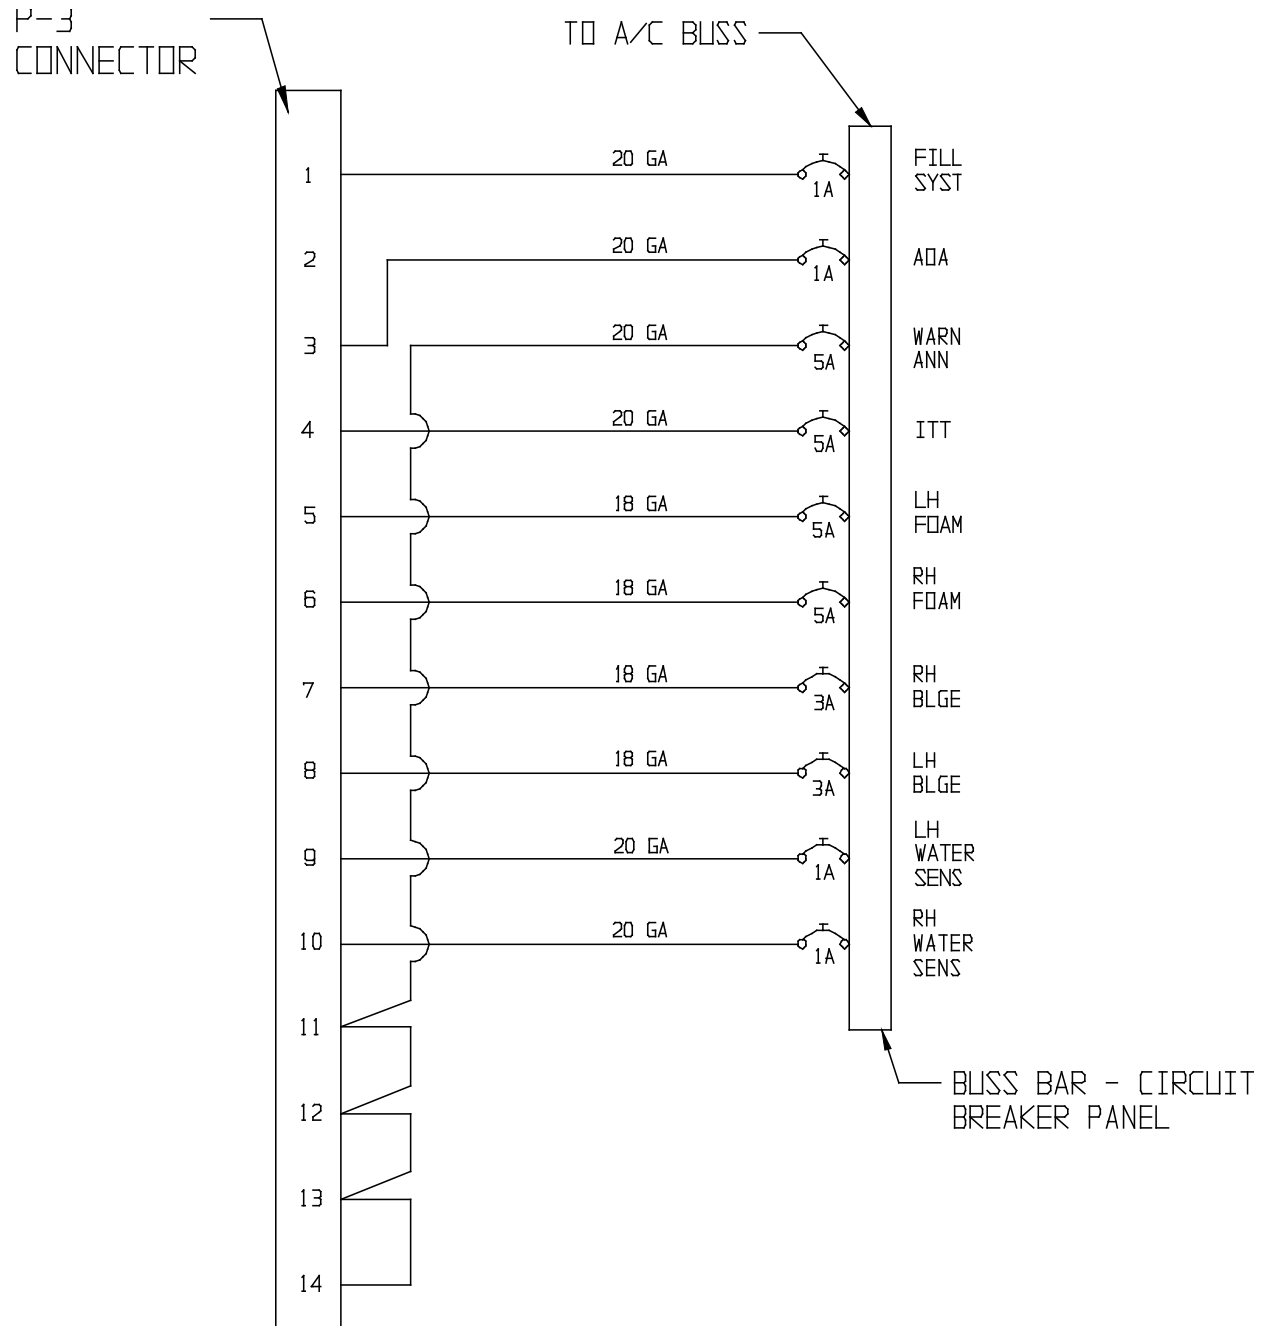 P-3
CONNECTOR
TO A/C BUSS
1
20 GA
1A
FILL
SYST
2
20 GA
1A
AOA
3
20 GA
5A
WARN
ANN
4
20 GA
5A
ITT
5
18 GA
5A
LH
FOAM
6
18 GA
5A
RH
FOAM
7
18 GA
3A
RH
BLGE
8
18 GA
3A
LH
BLGE
9
20 GA
1A
LH
WATER
SENS
10
20 GA
1A
RH
WATER
SENS
11
12
13
14
BUSS BAR - CIRCUIT
BREAKER PANEL